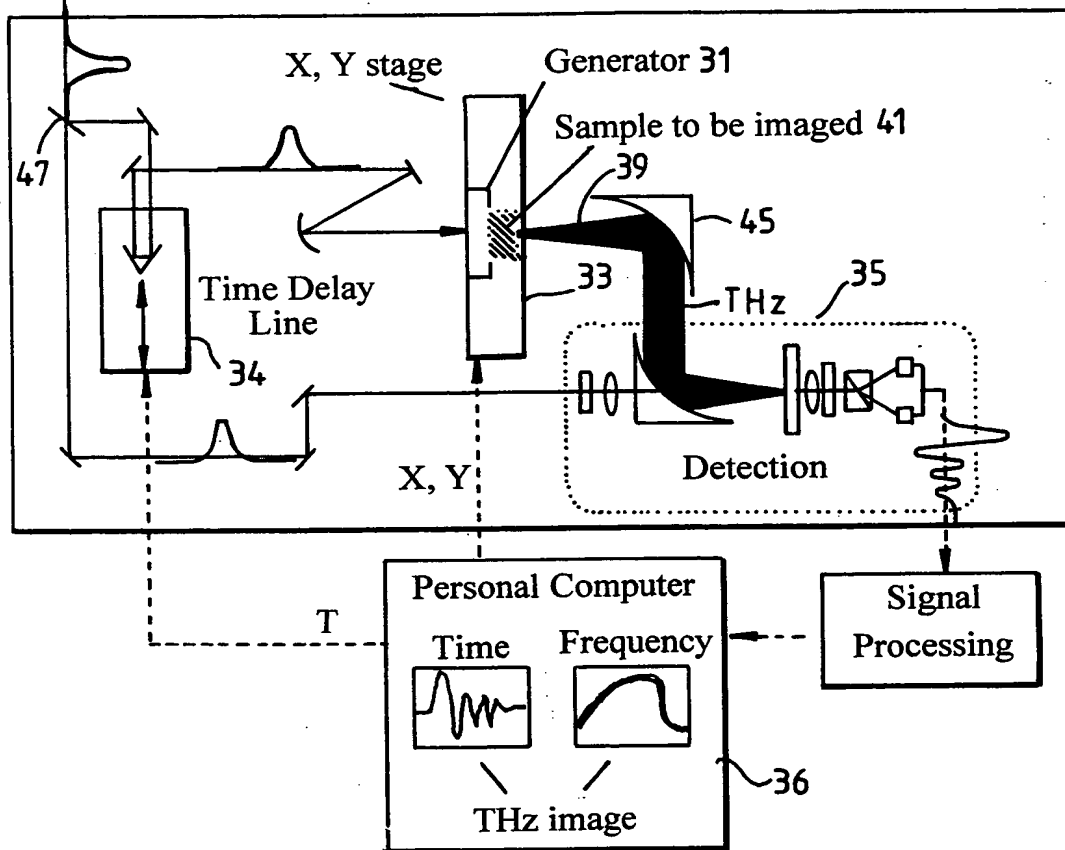 Generator 31
X, Y stage
Sample to be imaged 41
47
39
45
33
THz
35
Time Delay
Line
34
Detection
X, Y
Personal Computer
Signal
Processing
T
Time
Frequency
36
THz image